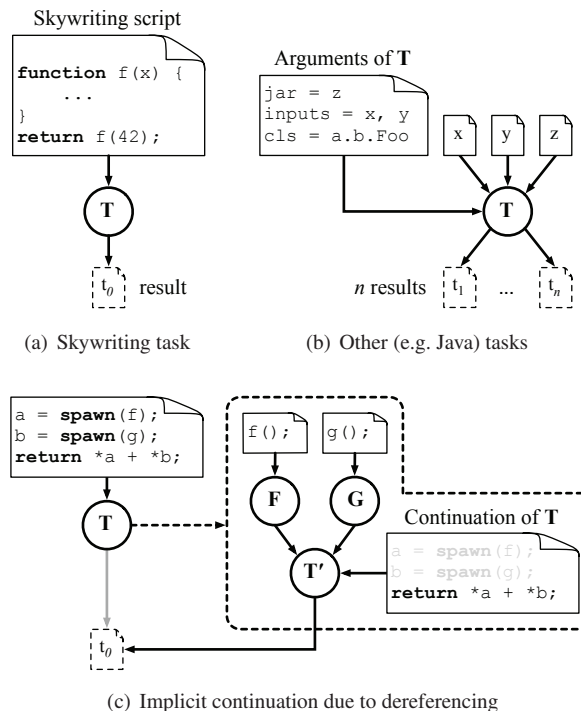 Skywriting script
function f(x) {
...
}
return f(42);
T
t0 result
(a) Skywriting task
Arguments of T
jar = z
inputs = x, y
cls = a.b.Foo
x y z
T
n results t1 ... tn
(b) Other (e.g. Java) tasks
a = spawn(f);
b = spawn(g);
return *a + *b;
T
t0
f(); g();
F G
T′
Continuation of T
a = spawn(f);
b = spawn(g);
return *a + *b;
(c) Implicit continuation due to dereferencing